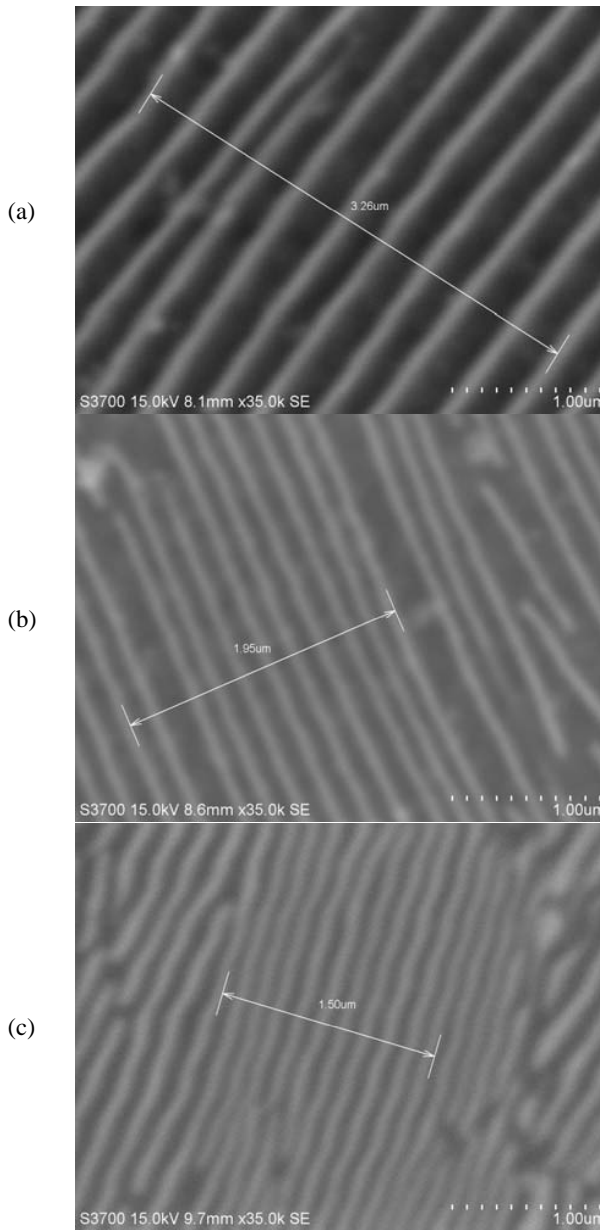 (a)
3.26um
S3700 15.0kV 8.1mm x35.0k SE
1.00um
(b)
1.95um
S3700 15.0kV 8.6mm x35.0k SE
1.00um
(c)
1.50um
S3700 15.0kV 9.7mm x35.0k SE
1.00um